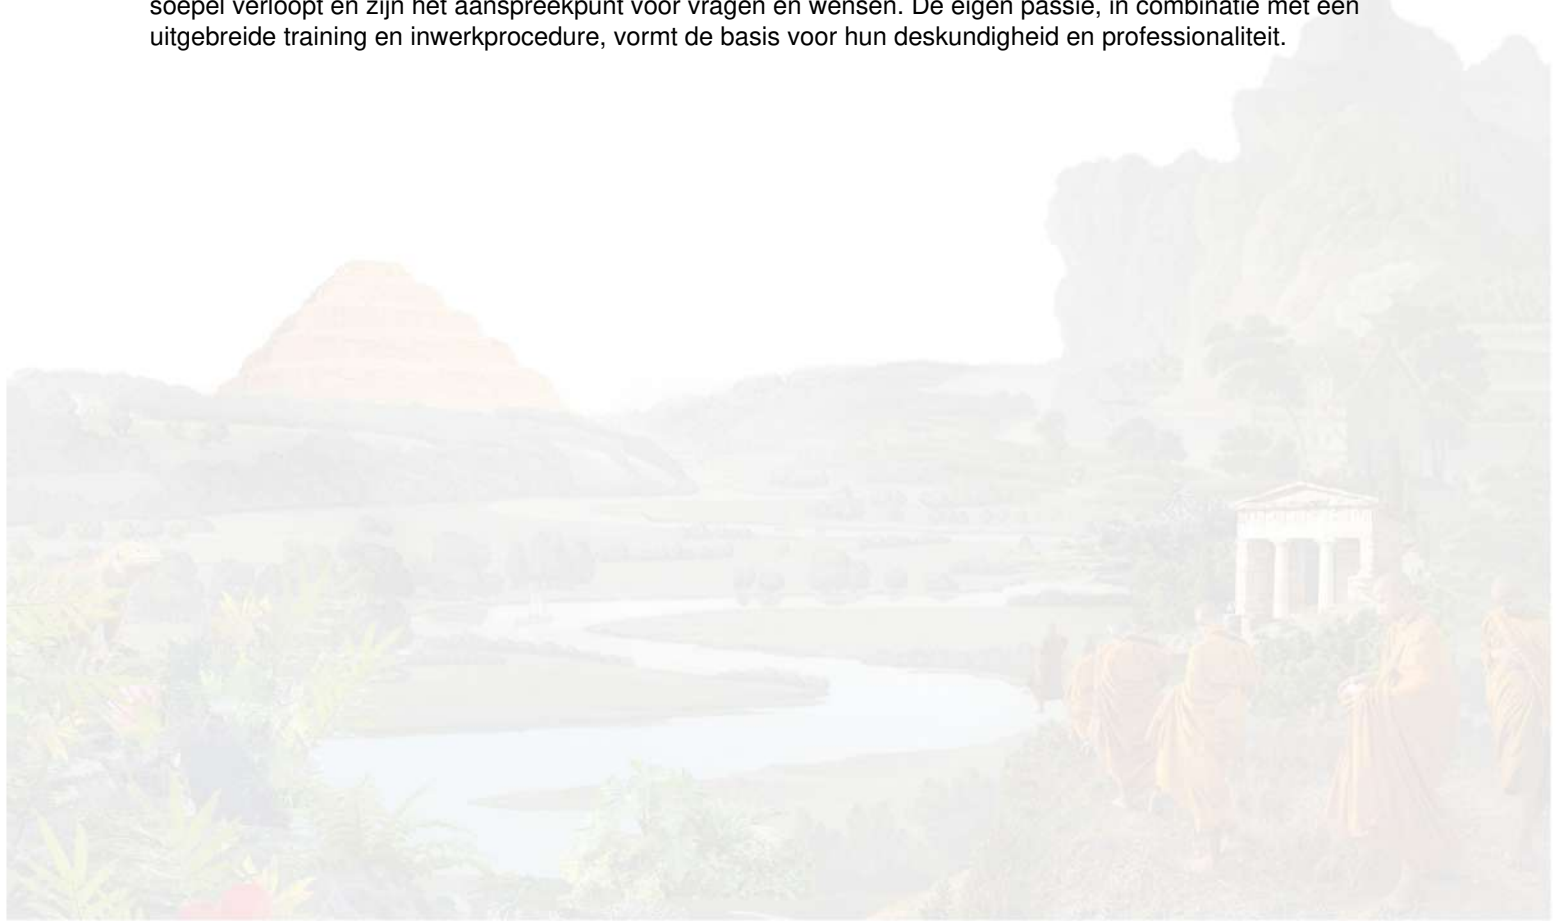 soepel verloopt en zijn het aanspreekpunt voor vragen en wensen. De eigen passie, in combinatie met een
uitgebreide training en inwerkprocedure, vormt de basis voor hun deskundigheid en professionaliteit.